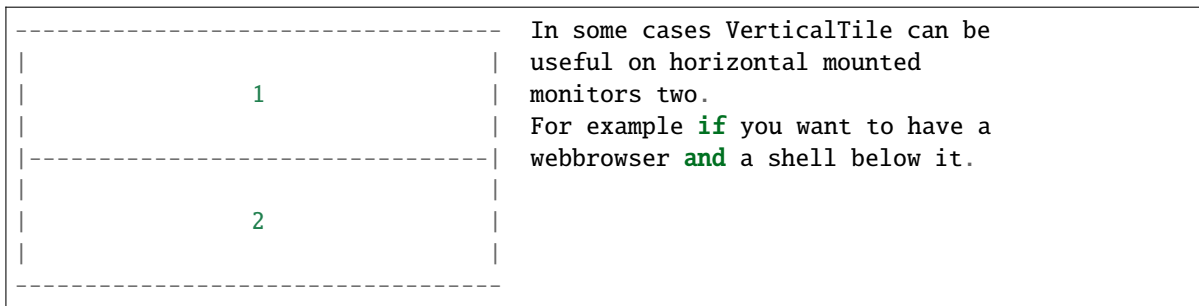 ----------------------------------- In some cases VerticalTile can be
| | useful on horizontal mounted
| 1 | monitors two.
| | For example if you want to have a
|---------------------------------| webbrowser and a shell below it.
| |
| 2 |
| |
-----------------------------------